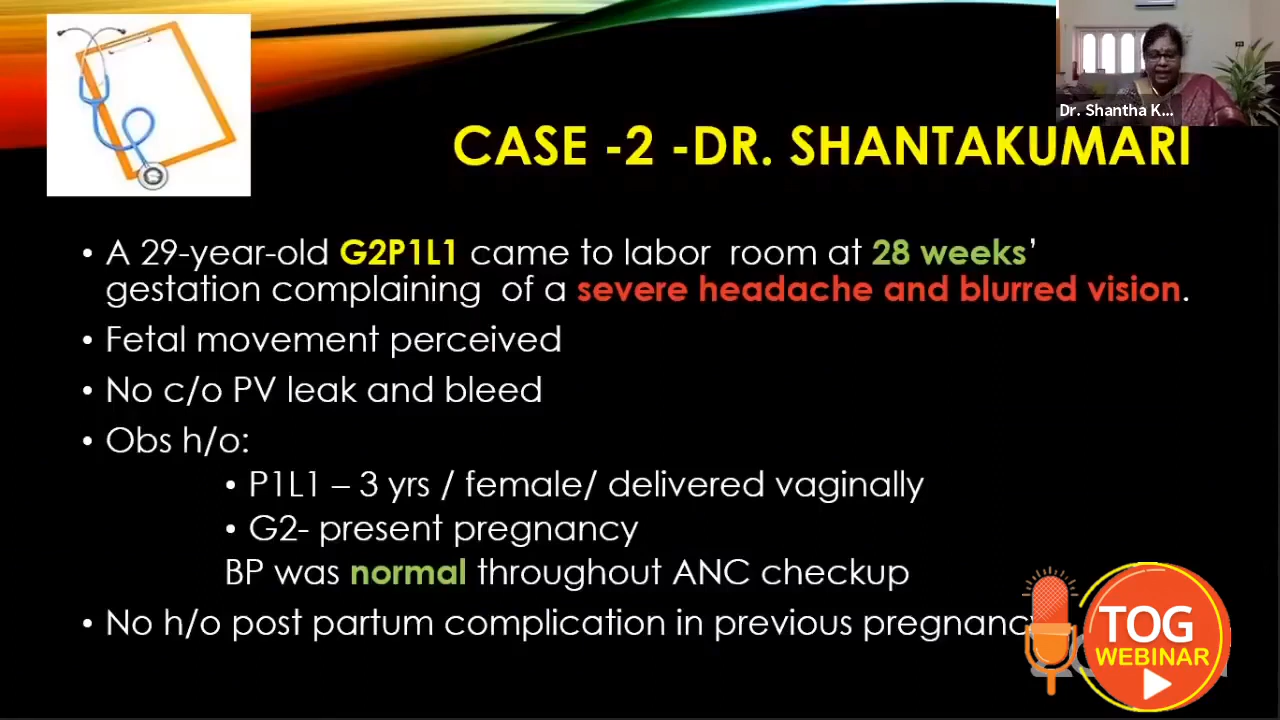 Dr. Shantha K...
CASE -2 -DR. SHANTAKUMARI
• A 29-year-old G2P1L1 came to labor room at 28 weeks’
gestation complaining of a severe headache and blurred vision.
• Fetal movement perceived
• No c/o PV leak and bleed
• Obs h/o:
• P1L1 – 3 yrs / female/ delivered vaginally
• G2- present pregnancy
BP was normal throughout ANC checkup
• No h/o post partum complication in previous pregnancy
TOG
WEBINAR